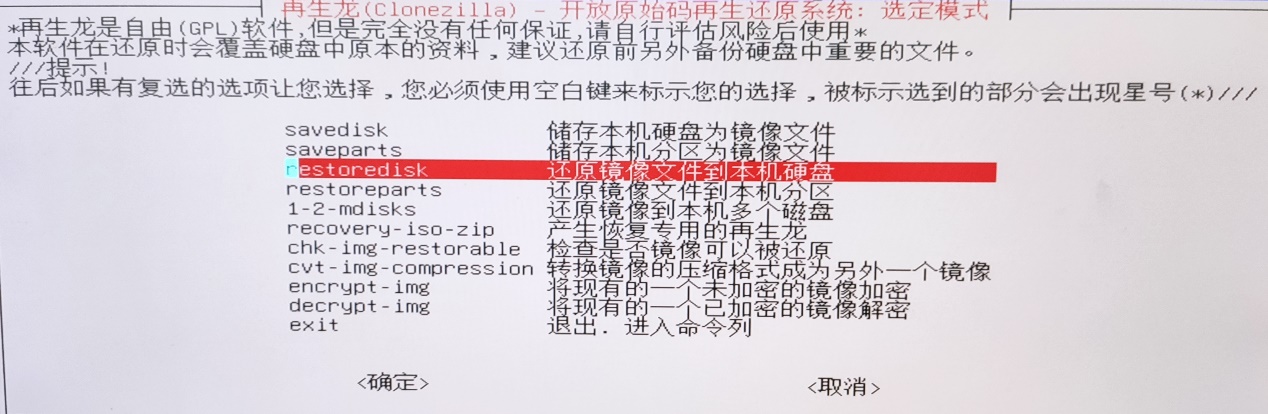 再生龙(Clonezilla) - 开放原始码再生还原系统: 选定模式
*再生龙是自由(GPL)软件,但是完全没有任何保证,请自行评估风险后使用*
本软件在还原时会覆盖硬盘中原本的资料，建议还原前另外备份硬盘中重要的文件。
///提示!
往后如果有复选的选项让您选择，您必须使用空白键来标示您的选择，被标示选到的部分会出现星号(*)///
savedisk 储存本机硬盘为镜像文件
saveparts 储存本机分区为镜像文件
restoredisk 还原镜像文件到本机硬盘
restoreparts 还原镜像文件到本机分区
1-2-mdisks 还原镜像到本机多个磁盘
recovery-iso-zip 产生恢复专用的再生龙
chk-img-restorable 检查是否镜像可以被还原
cvt-img-compression 转换镜像的压缩格式成为另外一个镜像
encrypt-img 将现有的一个未加密的镜像加密
decrypt-img 将现有的一个已加密的镜像解密
exit 退出. 进入命令列
<确定> <取消>